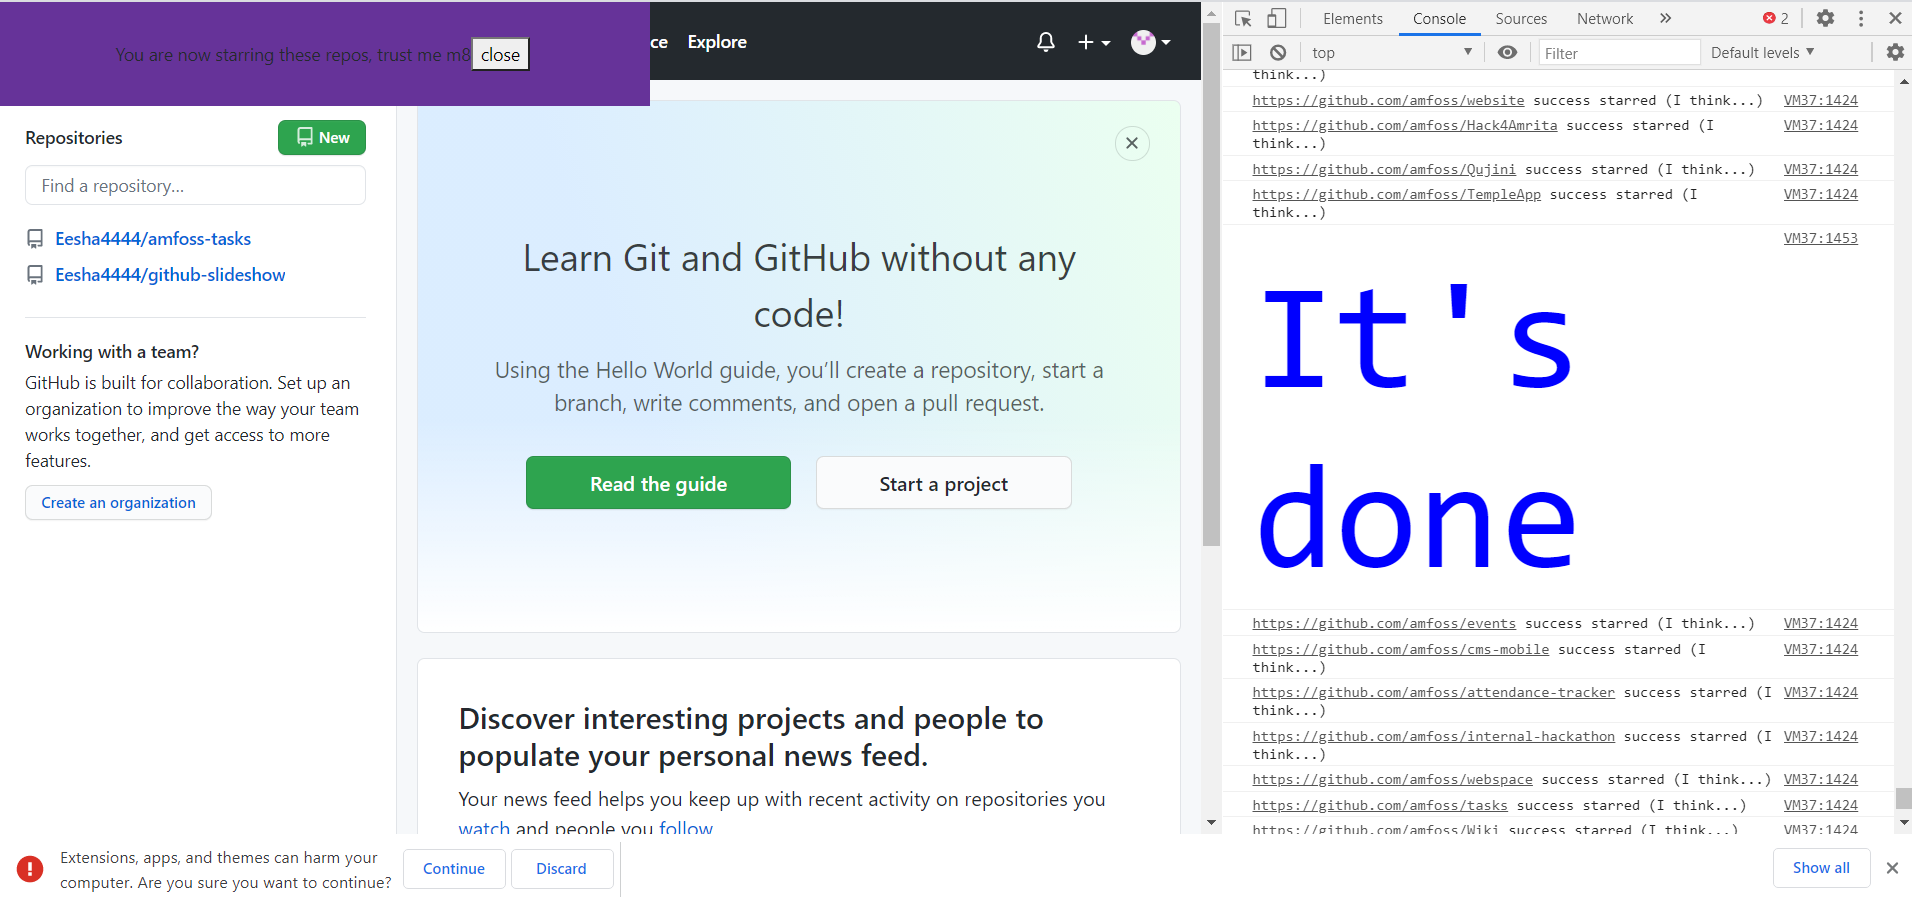 You are now starring these repos, trust me m8 close
ce Explore
Repositories
New
Find a repository...
Eesha4444/amfoss-tasks
Eesha4444/github-slideshow
Working with a team?
GitHub is built for collaboration. Set up an
organization to improve the way your team
works together, and get access to more
features.
Create an organization
Learn Git and GitHub without any
code!
Using the Hello World guide, you’ll create a repository, start a
branch, write comments, and open a pull request.
Read the guide
Start a project
Discover interesting projects and people to
populate your personal news feed.
Your news feed helps you keep up with recent activity on repositories you
watch and people you follow
Elements Console Sources Network » 2
top
Filter
Default levels
think...)
https://github.com/amfoss/website success starred (I think...) VM37:1424
https://github.com/amfoss/Hack4Amrita success starred (I VM37:1424
think...)
https://github.com/amfoss/Qujini success starred (I think...) VM37:1424
https://github.com/amfoss/TempleApp success starred (I VM37:1424
think...)
VM37:1453
It's
done
https://github.com/amfoss/events success starred (I think...) VM37:1424
https://github.com/amfoss/cms-mobile success starred (I VM37:1424
think...)
https://github.com/amfoss/attendance-tracker success starred (I VM37:1424
think...)
https://github.com/amfoss/internal-hackathon success starred (I VM37:1424
think...)
https://github.com/amfoss/webspace success starred (I think...) VM37:1424
https://github.com/amfoss/tasks success starred (I think...) VM37:1424
https://github.com/amfoss/Wiki success starred (I think...) VM37:1424
Extensions, apps, and themes can harm your
computer. Are you sure you want to continue?
Continue
Discard
Show all